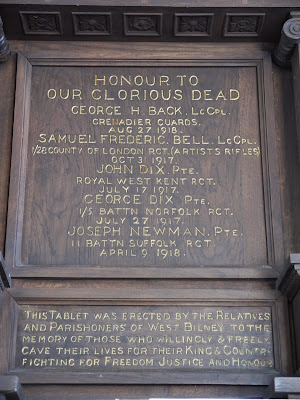 HONOUR TO
OUR GLORIOUS DEAD
GEORGE H. BACK, LCCPL.
GRENADIER GUARDS.
AUG 27 1918.
SAMUEL FREDERIC. BELL. LCCPL.
1/28 COUNTY OF LONDON RGT. (ARTISTS RIFLES)
OCT 31 1917.
JOHN DIX. PTE.
ROYAL WEST KENT RGT.
JULY 17 1917.
GEORGE DIX PTE.
1/5 BATTN NORFOLK RGT.
JULY 27 1917.
JOSEPH NEWMAN. PTE.
11 BATTN SUFFOLK RGT.
APRIL 9 1918.
THIS TABLET WAS ERECTED BY THE RELATIVES
AND PARISHONERS OF WEST BILNEY TO THE
MEMORY OF THOSE WHO WILLINGLY & FREELY
GAVE THEIR LIVES FOR THEIR KING & COUNTRY
FIGHTING FOR FREEDOM JUSTICE AND HONOUR